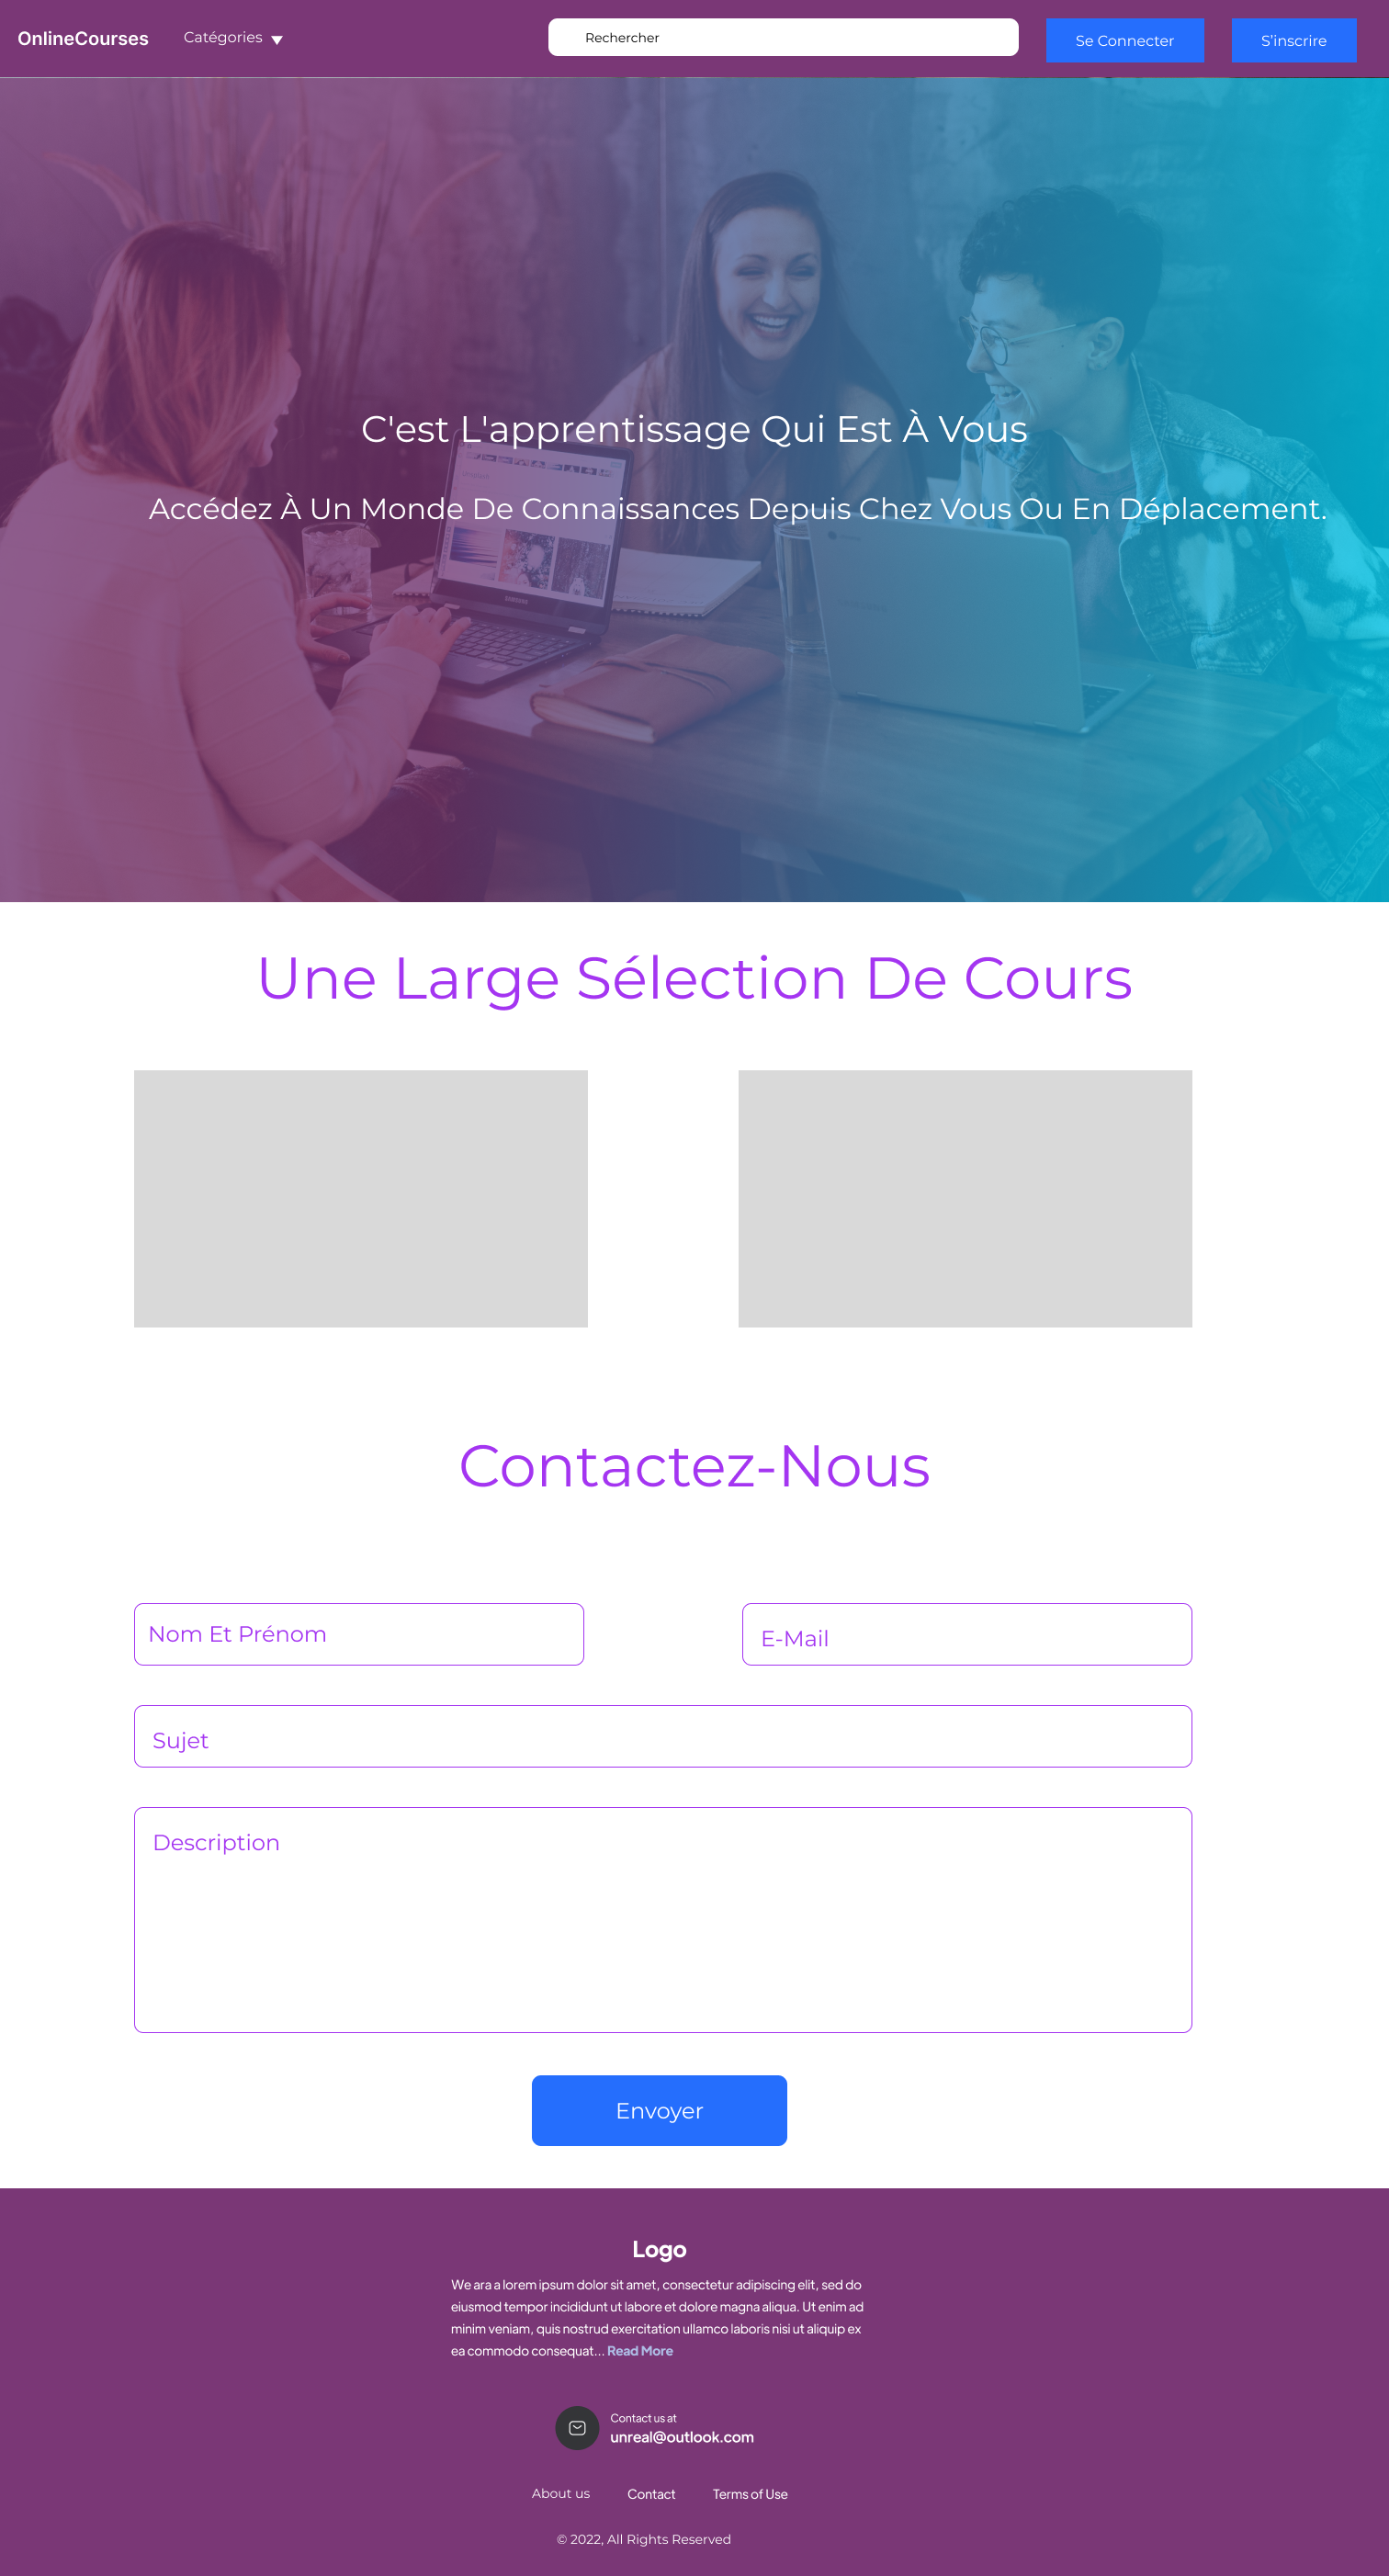 OnlineCourses
Catégories
Rechercher
Se Connecter
S'inscrire
C'est L'apprentissage Qui Est À Vous
Accédez À Un Monde De Connaissances Depuis Chez Vous Ou En Déplacement.
SAMSUNG
Une Large Sélection De Cours
Contactez-Nous
Nom Et Prénom
E-Mail
Sujet
Description
Envoyer
Logo
We ara a lorem ipsum dolor sit amet, consectetur adipiscing elit, sed do
eiusmod tempor incididunt ut labore et dolore magna aliqua. Ut enim ad
minim veniam, quis nostrud exercitation ullamco laboris nisi ut aliquip ex
ea commodo consequat... Read More
Contact us at
unreal@outlook.com
About us
Contact
Terms of Use
© 2022, All Rights Reserved